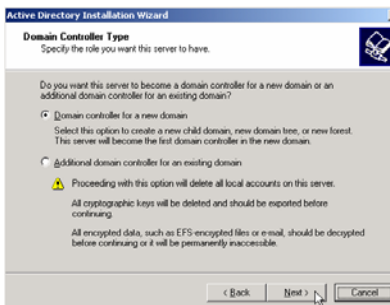 Active Directory Installation Wizard
Domain Controller Type
Specify the role you want this server to have.
Do you want this server to become a domain controller for a new domain or an
additional domain controller for an existing domain?
Domain controller for a new domain
Select this option to create a new child domain, new domain tree, or new forest.
This server will become the first domain controller in the new domain.
Additional domain controller for an existing domain
Proceeding with this option will delete all local accounts on this server.
All cryptographic keys will be deleted and should be exported before
continuing.
All encrypted data, such as EFS-encrypted files or e-mail, should be decrypted
before continuing or it will be permanently inaccessible.
< Back Next > Cancel